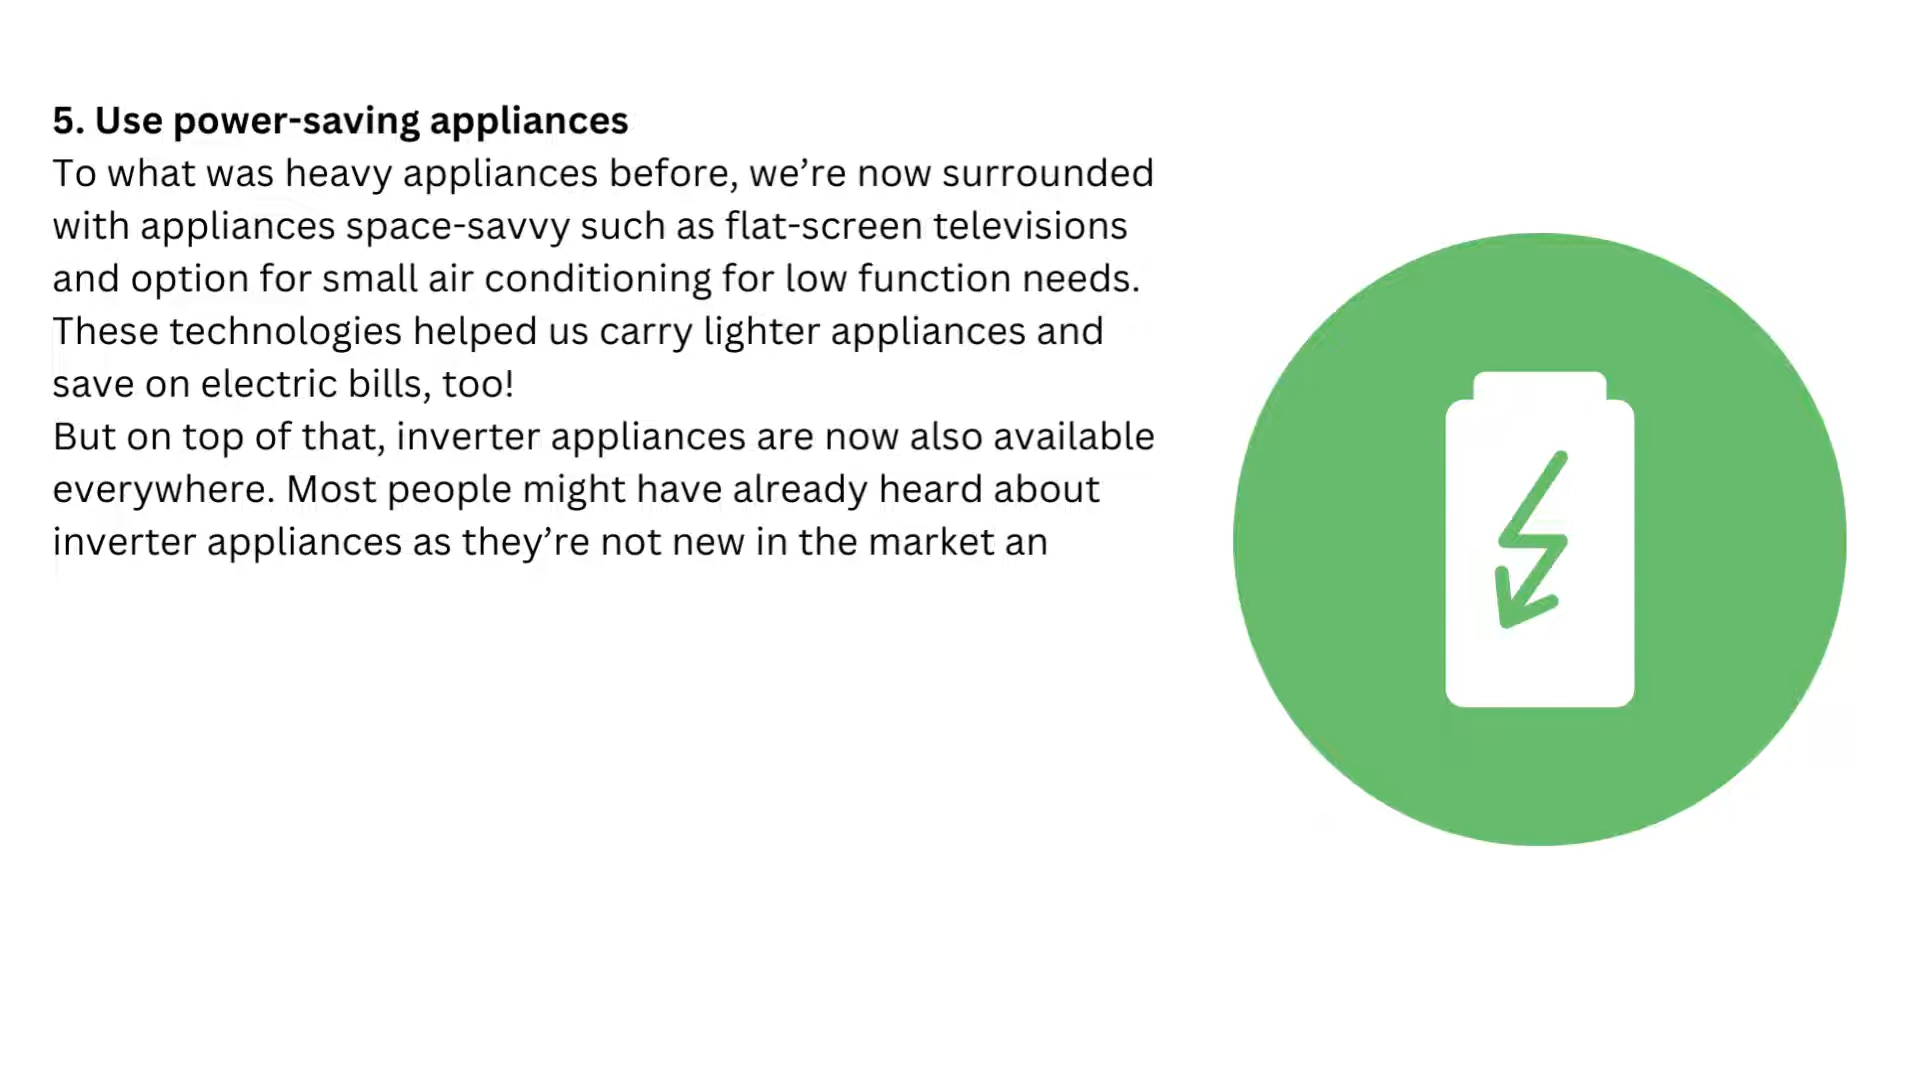 5. Use power-saving appliances
To what was heavy appliances before, we’re now surrounded
with appliances space-savvy such as flat-screen televisions
and option for small air conditioning for low function needs.
These technologies helped us carry lighter appliances and
save on electric bills, too!
But on top of that, inverter appliances are now also available
everywhere. Most people might have already heard about
inverter appliances as they’re not new in the market an